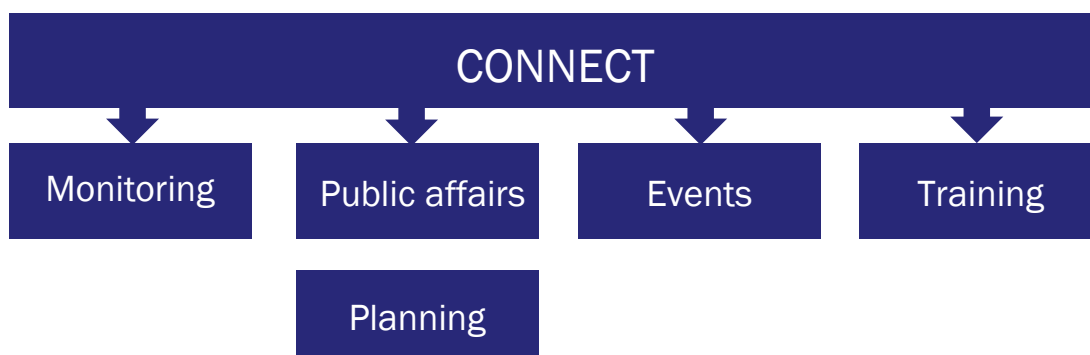 CONNECT
Monitoring
Public affairs
Events
Training
Planning